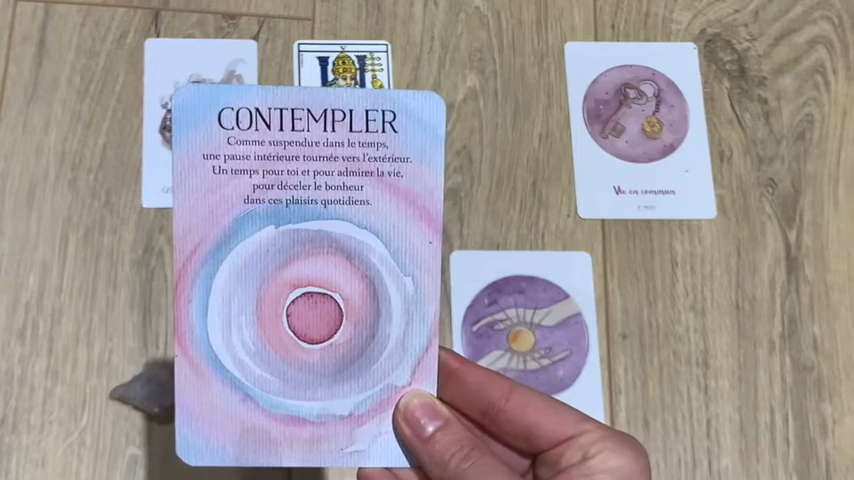 V
CONTEMPLER
Comme suspendue dans le temps,
une pause intérieure tournée vers l'extérieur.
Un temps pour toi et pour admirer la vie,
pour déceler le bonheur
dans ces plaisirs quotidiens.
Vie en commun